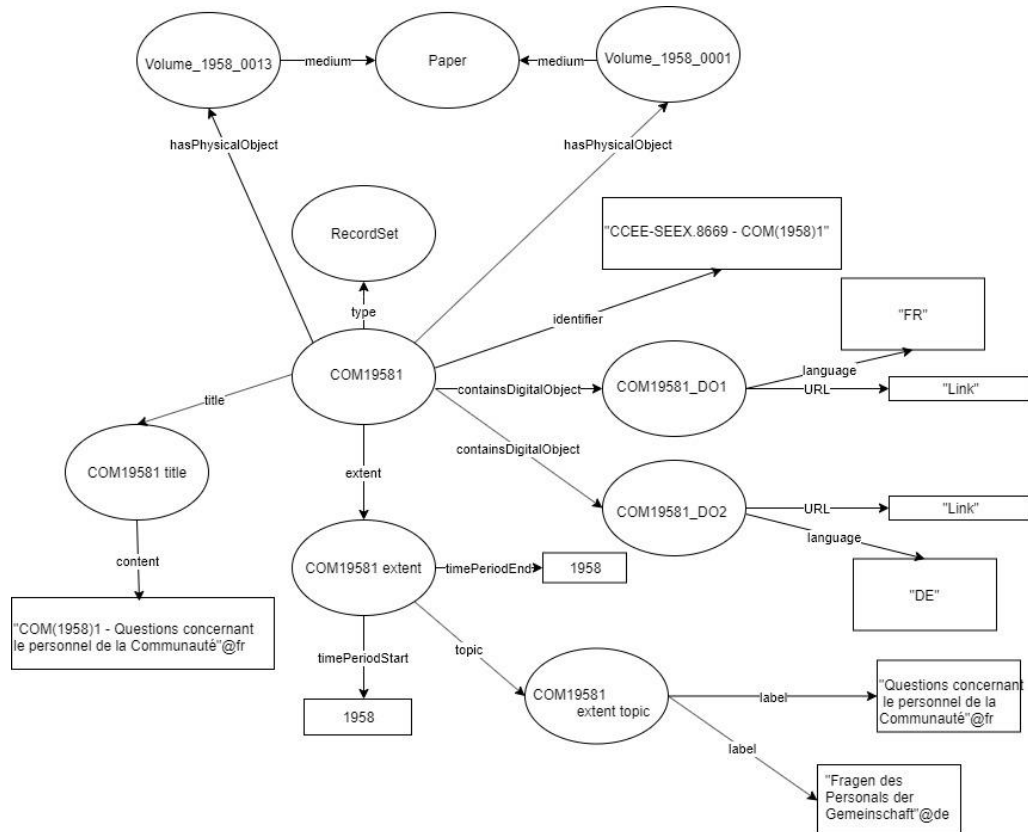 Volume_1958_0013
medium
Paper
medium
Volume_1958_0001
hasPhysicalObject
hasPhysicalObject
RecordSet
"CCEE-SEEX.8669 - COM(1958)1"
type
identifier
"FR"
COM19581
containsDigitalObject
COM19581_DO1
language
URL
"Link"
title
containsDigitalObject
COM19581 title
extent
COM19581_DO2
URL
"Link"
language
content
COM19581 extent
timePeriodEnd
1958
"DE"
"COM(1958)1 - Questions concernant
le personnel de la Communauté"@fr
timePeriodStart
topic
1958
COM19581
extent topic
label
"Questions concernant
le personnel de la
Communauté"@fr
label
"Fragen des
Personals der
Gemeinschaft"@de